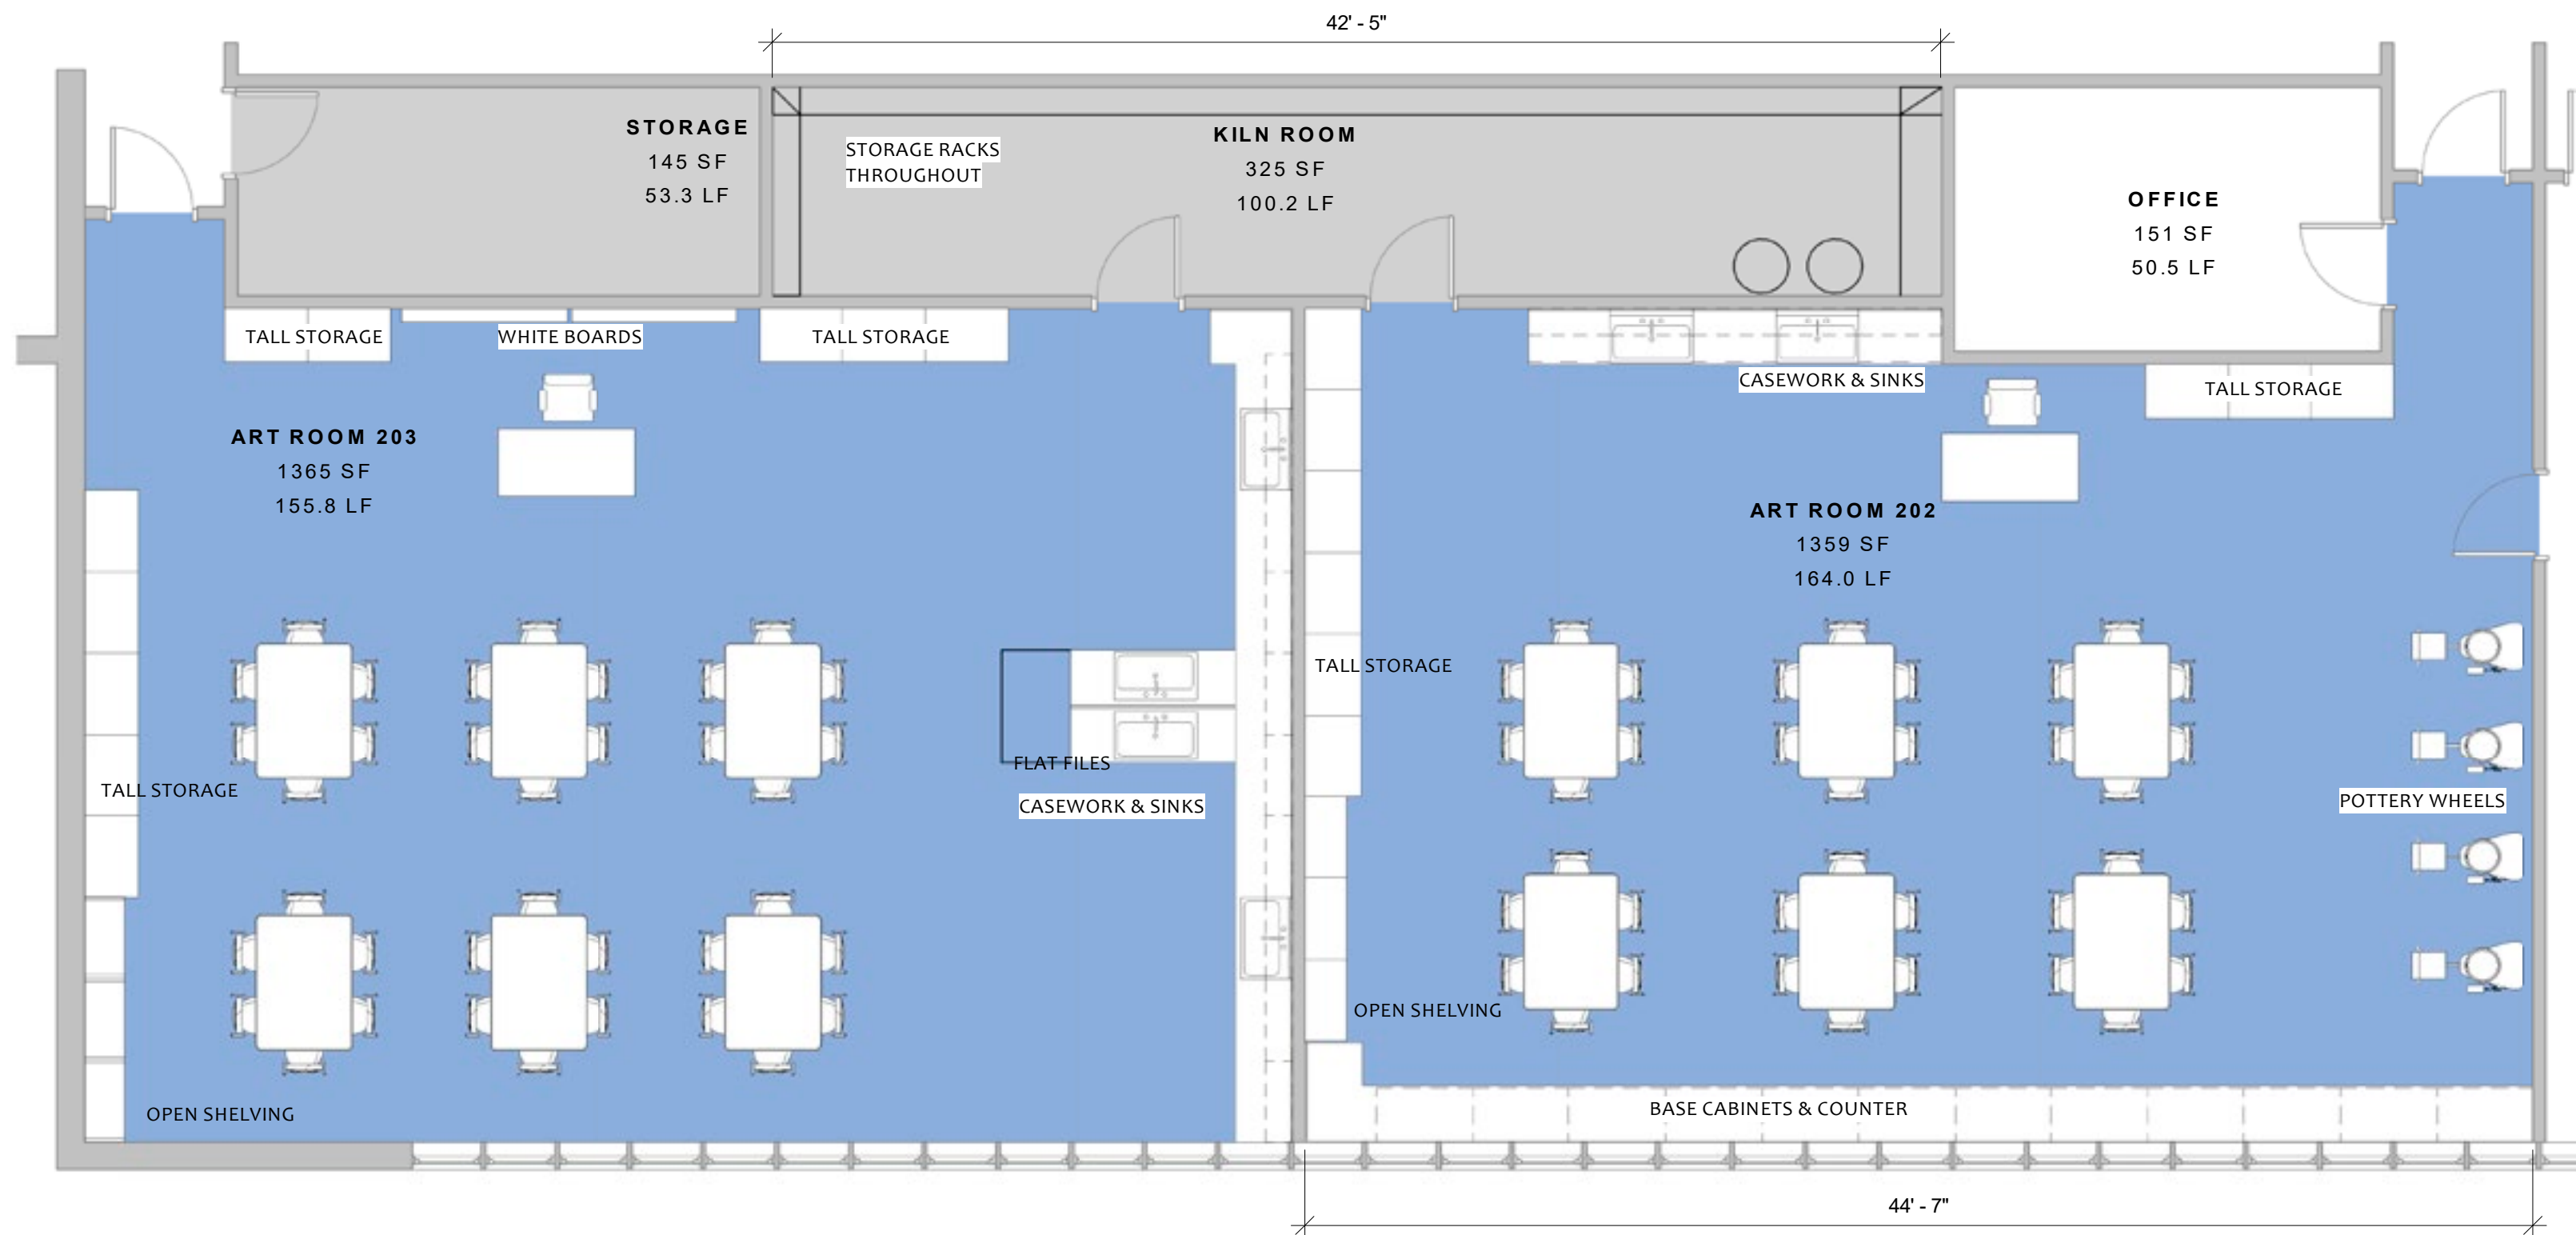 42' - 5"
STORAGE
145 SF
53.3 LF
STORAGE RACKS
THROUGHOUT
KILN ROOM
325 SF
100.2 LF
OFFICE
151 SF
50.5 LF
TALL STORAGE
WHITE BOARDS
TALL STORAGE
CASEWORK & SINKS
TALL STORAGE
ART ROOM 203
1365 SF
155.8 LF
ART ROOM 202
1359 SF
164.0 LF
TALL STORAGE
FLAT FILES
CASEWORK & SINKS
TALL STORAGE
POTTERY WHEELS
OPEN SHELVING
OPEN SHELVING
BASE CABINETS & COUNTER
44' - 7"